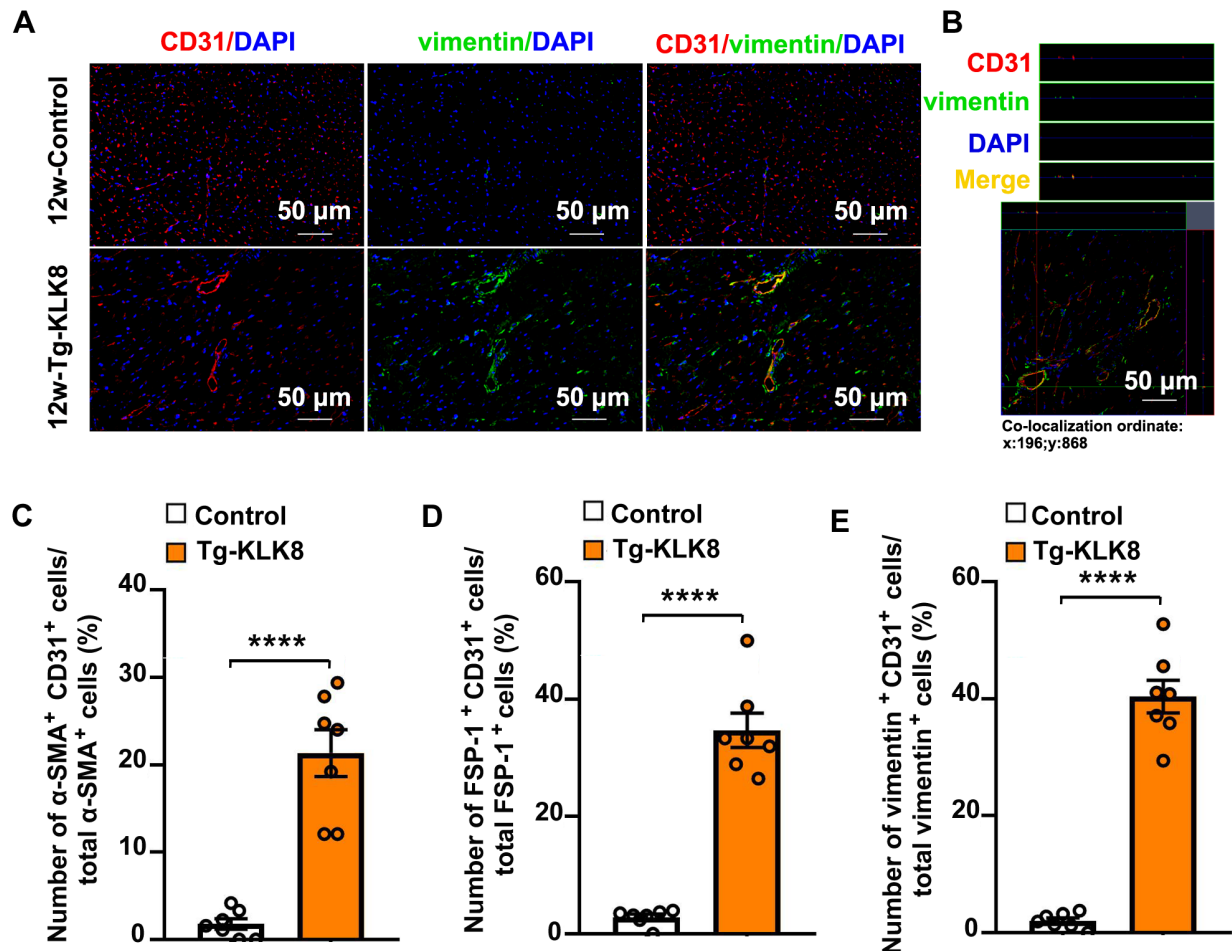 A
CD31/DAPI
vimentin/DAPI
CD31/vimentin/DAPI
12w-Control
50 µm
50 µm
50 µm
12w-Tg-KLK8
50 µm
50 µm
50 µm
B
CD31
vimentin
DAPI
Merge
50 µm
Co-localization ordinate:
x:196;y:868
C
Control
Tg-KLK8
Number of α-SMA⁺ CD31⁺ cells/
total α-SMA⁺ cells (%)
40
30
20
10
0
****
D
Control
Tg-KLK8
Number of FSP-1⁺ CD31⁺ cells/
total FSP-1⁺ cells (%)
60
40
20
0
****
E
Control
Tg-KLK8
Number of vimentin ⁺ CD31⁺ cells/
total vimentin⁺ cells (%)
60
40
20
0
****